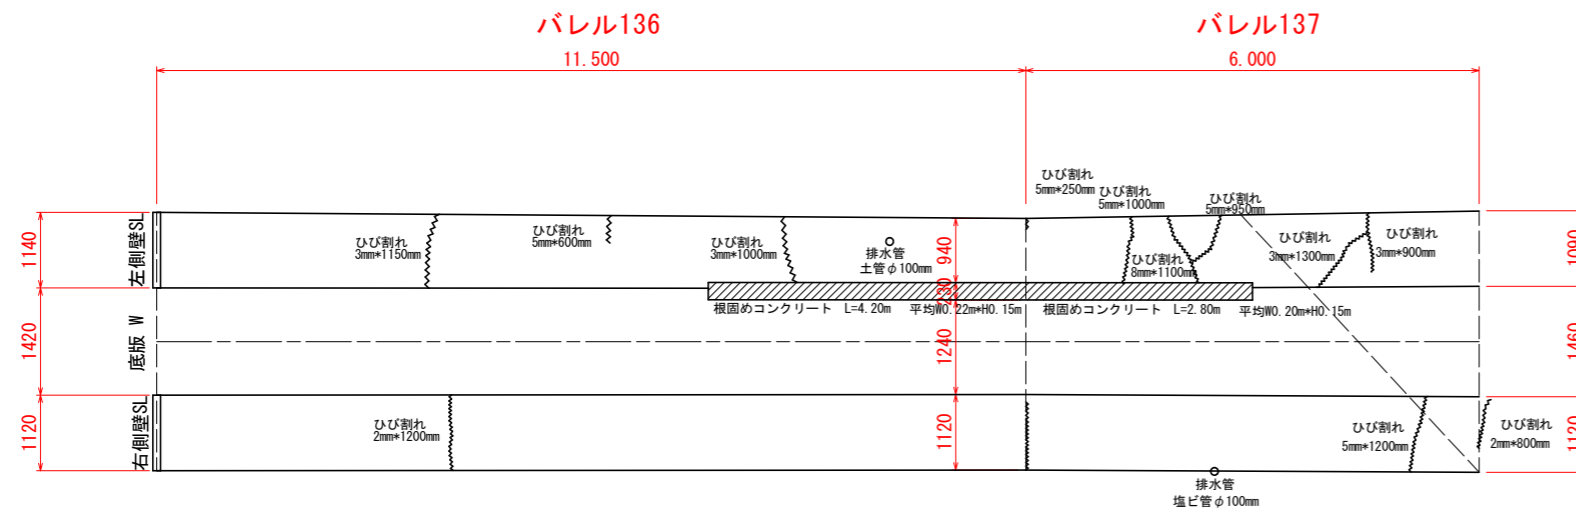 バレル136
バレル137
11.500
6.000
ひび割れ
5mm*250mm
ひび割れ
5mm*1000mm
ひび割れ
5mm*950mm
1140
左側壁SL
ひび割れ
3mm*1150mm
ひび割れ
5mm*600mm
ひび割れ
3mm*1000mm
排水管
土管φ100mm
940
ひび割れ
8mm*1100mm
ひび割れ
3mm*1300mm
ひび割れ
3mm*900mm
1090
230
根固めコンクリート L=4.20m 平均W0.22m*H0.15m
根固めコンクリート L=2.80m 平均W0.20m*H0.15m
1420
底版 W
1240
1460
1120
右側壁SL
ひび割れ
2mm*1200mm
1120
ひび割れ
5mm*1200mm
ひび割れ
2mm*800mm
1120
排水管
塩ビ管φ100mm